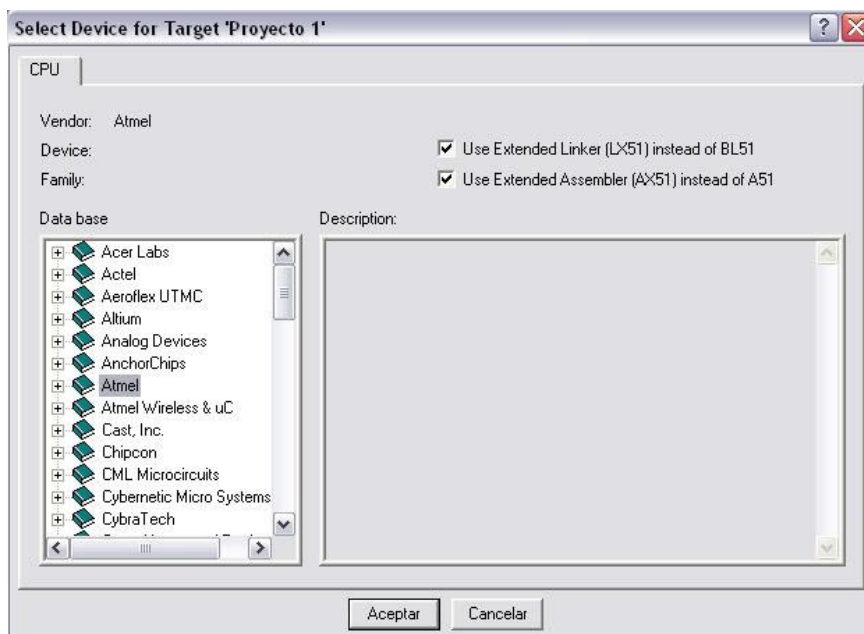 Select Device for Target 'Proyecto 1'
CPU
Vendor: Atmel
Device:
Family:
Use Extended Linker (LX51) instead of BL51
Use Extended Assembler (AX51) instead of A51
Data base
Description:
Acer Labs
Actel
Aeroflex UTMC
Altium
Analog Devices
AnchorChips
Atmel
Atmel Wireless & uC
Cast, Inc.
Chipcon
CML Microcircuits
Cybernetic Micro Systems
CybraTech
Aceptar
Cancelar